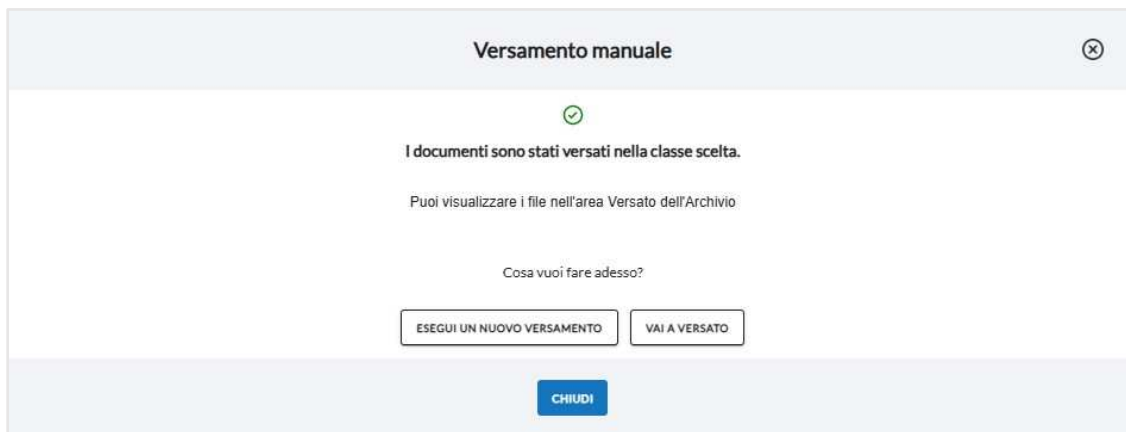 Versamento manuale
I documenti sono stati versati nella classe scelta.
Puoi visualizzare i file nell'area Versato dell'Archivio
Cosa vuoi fare adesso?
ESEGUI UN NUOVO VERSAMENTO
VAI A VERSATO
CHIUDI